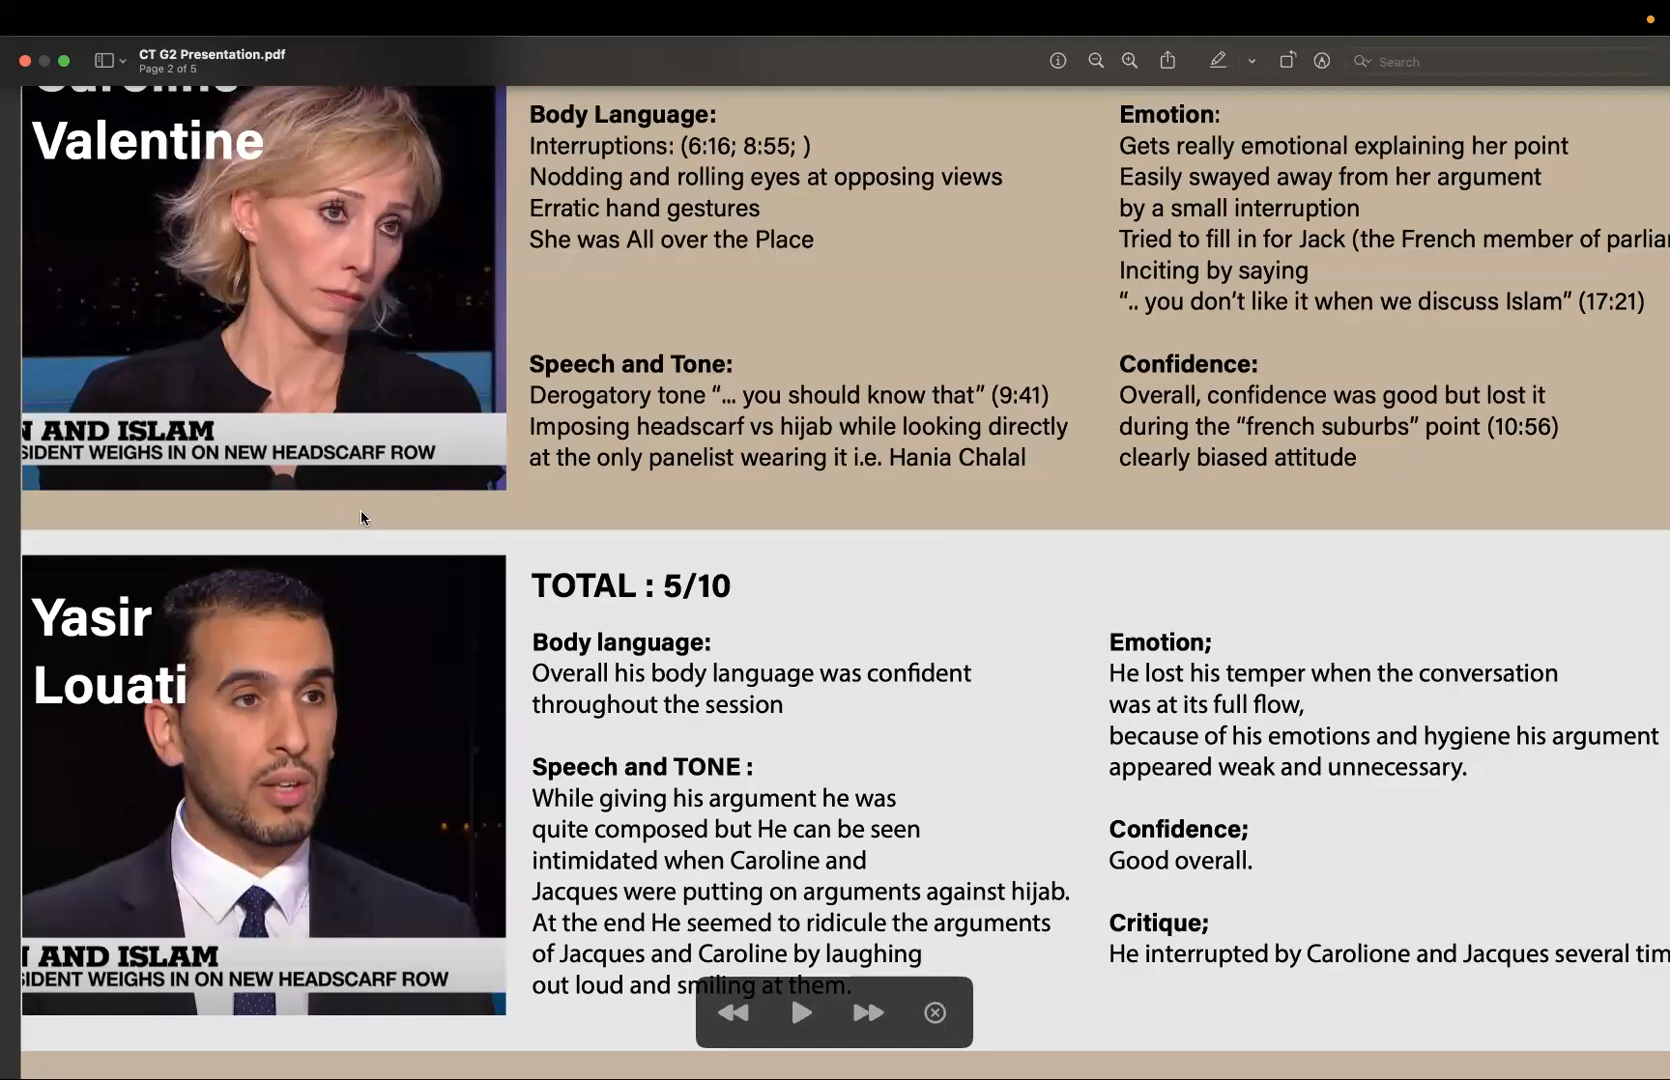 CT G2 Presentation.pdf
Page 2 of 5
Search
Caroline
Valentine
N AND ISLAM
SIDENT WEIGHS IN ON NEW HEADSCARF ROW
Body Language:
Interruptions: (6:16; 8:55; )
Nodding and rolling eyes at opposing views
Erratic hand gestures
She was All over the Place
Speech and Tone:
Derogatory tone “... you should know that” (9:41)
Imposing headscarf vs hijab while looking directly
at the only panelist wearing it i.e. Hania Chalal
Emotion:
Gets really emotional explaining her point
Easily swayed away from her argument
by a small interruption
Tried to fill in for Jack (the French member of parlia
Inciting by saying
“.. you don’t like it when we discuss Islam” (17:21)
Confidence:
Overall, confidence was good but lost it
during the “french suburbs” point (10:56)
clearly biased attitude
Yasir
Louati
N AND ISLAM
SIDENT WEIGHS IN ON NEW HEADSCARF ROW
TOTAL : 5/10
Body language:
Overall his body language was confident
throughout the session
Speech and TONE :
While giving his argument he was
quite composed but He can be seen
intimidated when Caroline and
Jacques were putting on arguments against hijab.
At the end He seemed to ridicule the arguments
of Jacques and Caroline by laughing
out loud and smiling at them.
Emotion;
He lost his temper when the conversation
was at its full flow,
because of his emotions and hygiene his argument
appeared weak and unnecessary.
Confidence;
Good overall.
Critique;
He interrupted by Carolione and Jacques several tim